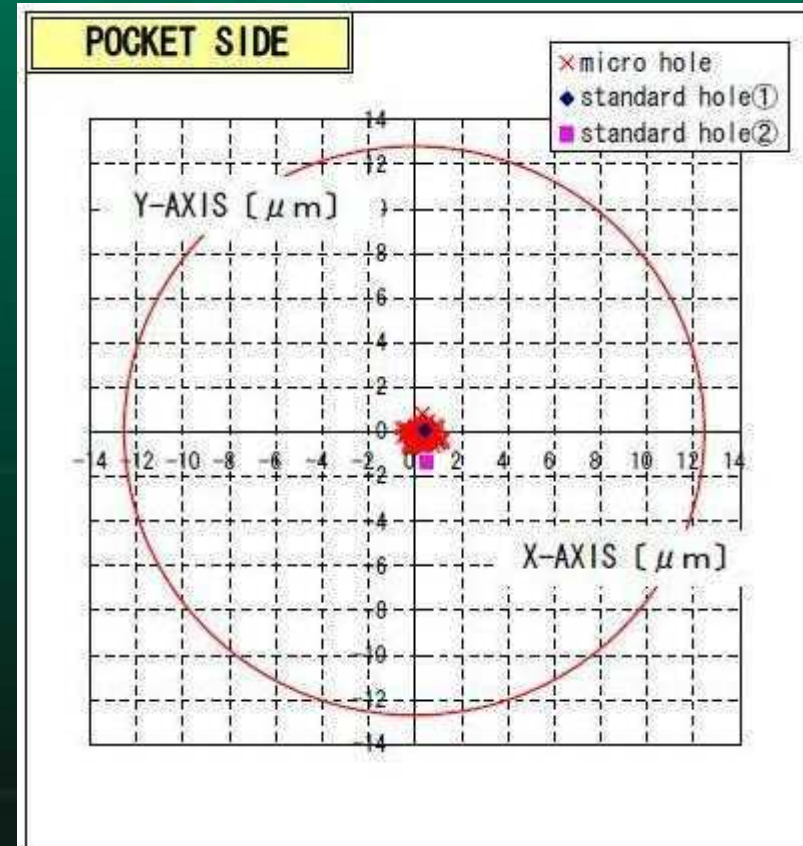 POCKET SIDE
×micro hole
◆standard hole①
■standard hole②
14
12
Y-AXIS 〔μm〕
8
6
4
2
0
-14 -12 -10 -8 -6 -4 -2 0 2 4 6 8 10 12 14
-2
-4
X-AXIS 〔μm〕
-6
-8
-10
-12
-14